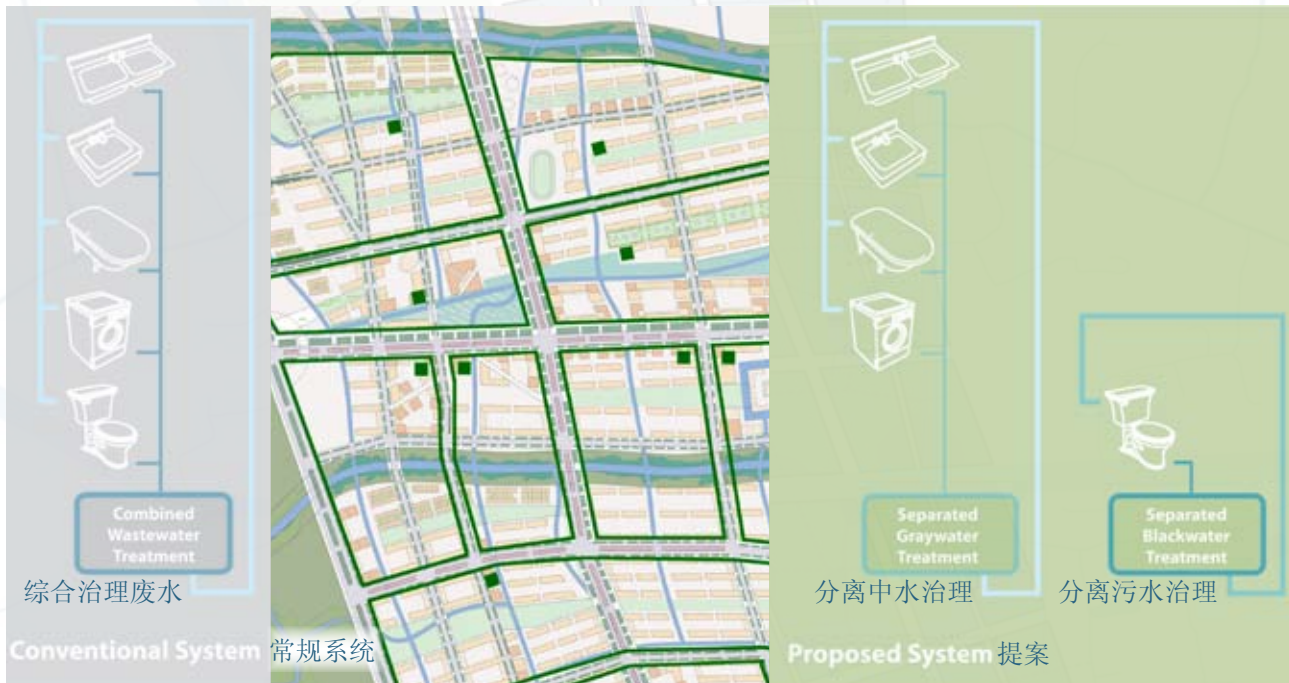 Combined
Wastewater
Treatment
综合治理废水
Conventional System 常规系统
Separated
Graywater
Treatment
分离中水治理
Separated
Blackwater
Treatment
分离污水治理
Proposed System 提案